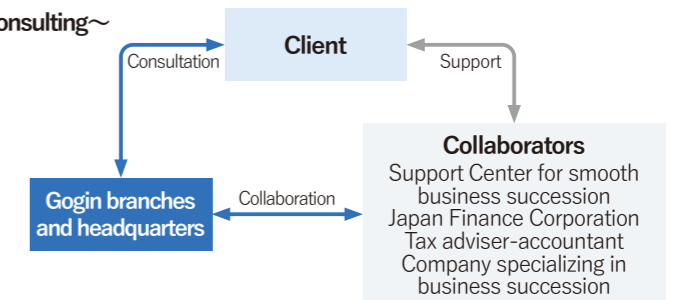 onsulting～
Client
Consultation
Support
Collaborators
Support Center for smooth
business succession
Japan Finance Corporation
Tax adviser-accountant
Company specializing in
business succession
Gogin branches
and headquarters
Collaboration